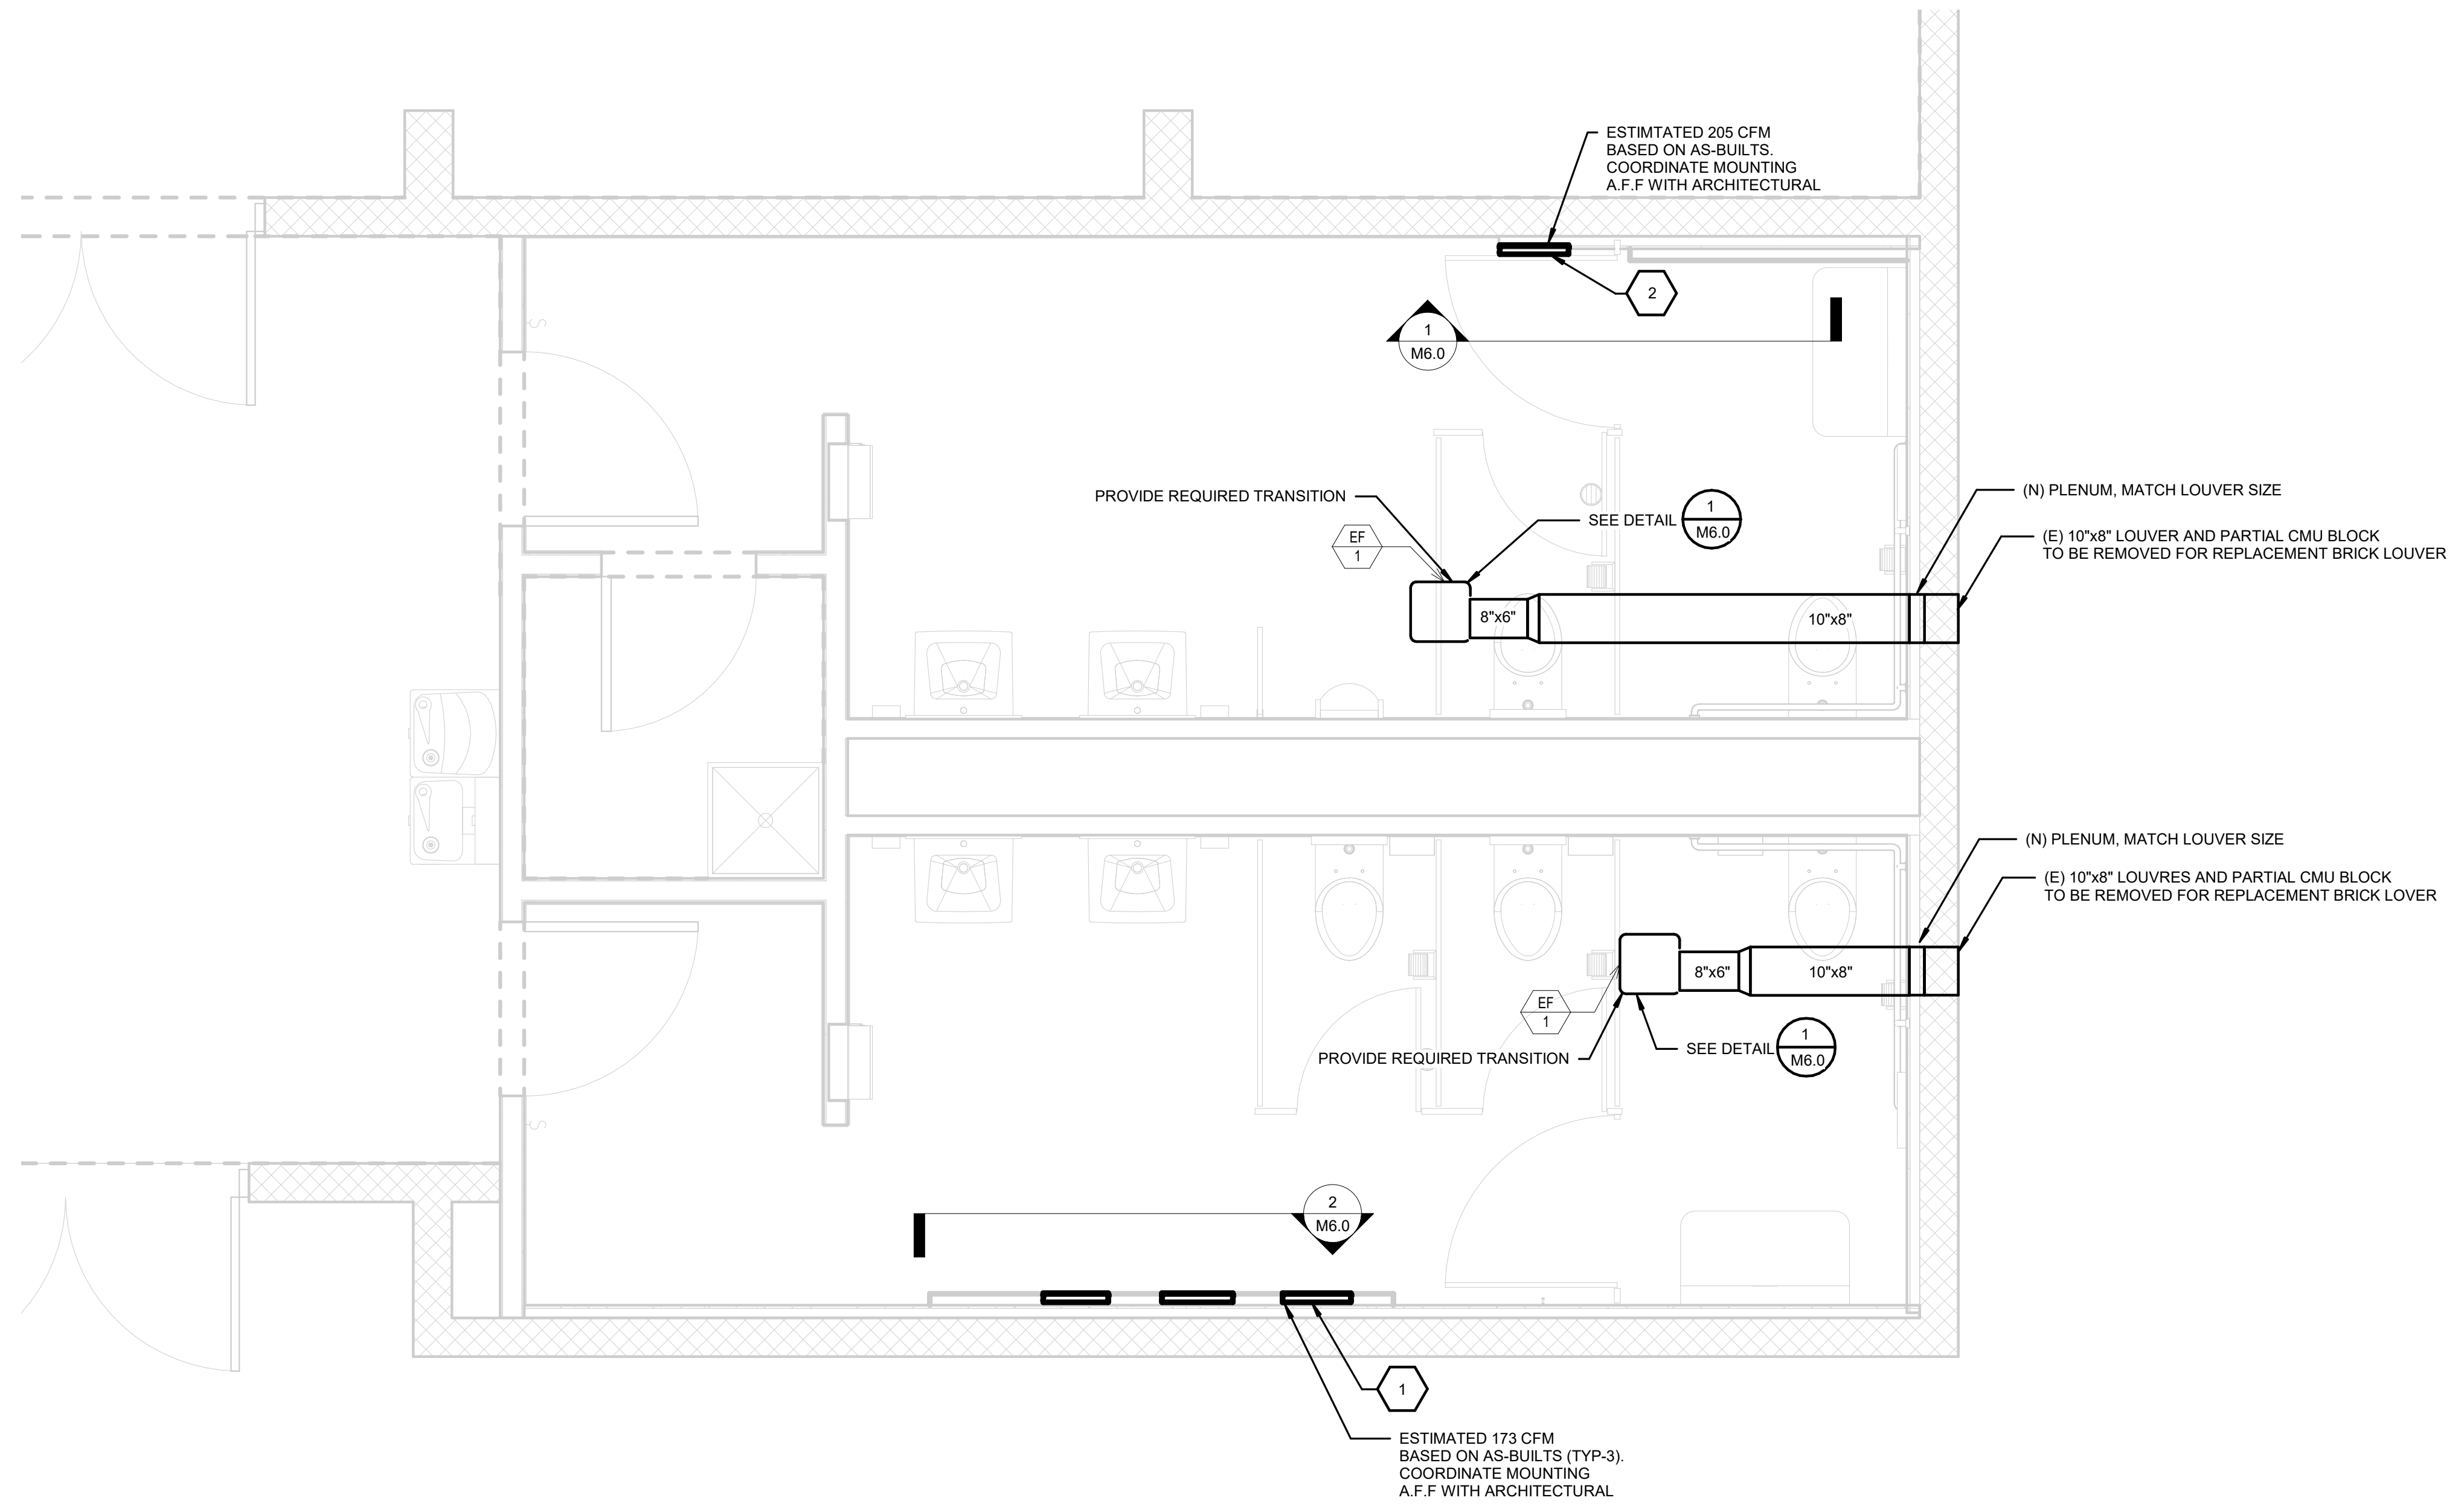 ESTIMTATED 205 CFM
BASED ON AS-BUILTS.
COORDINATE MOUNTING
A.F.F WITH ARCHITECTURAL
2
1
M6.0
PROVIDE REQUIRED TRANSITION
SEE DETAIL
1
M6.0
EF
1
(N) PLENUM, MATCH LOUVER SIZE
(E) 10"x8" LOUVER AND PARTIAL CMU BLOCK
TO BE REMOVED FOR REPLACEMENT BRICK LOUVER
8"x6"
10"x8"
S
(N) PLENUM, MATCH LOUVER SIZE
(E) 10"x8" LOUVRES AND PARTIAL CMU BLOCK
TO BE REMOVED FOR REPLACEMENT BRICK LOVER
8"x6"
10"x8"
EF
1
PROVIDE REQUIRED TRANSITION
SEE DETAIL
1
M6.0
S
2
M6.0
1
ESTIMATED 173 CFM
BASED ON AS-BUILTS (TYP-3).
COORDINATE MOUNTING
A.F.F WITH ARCHITECTURAL